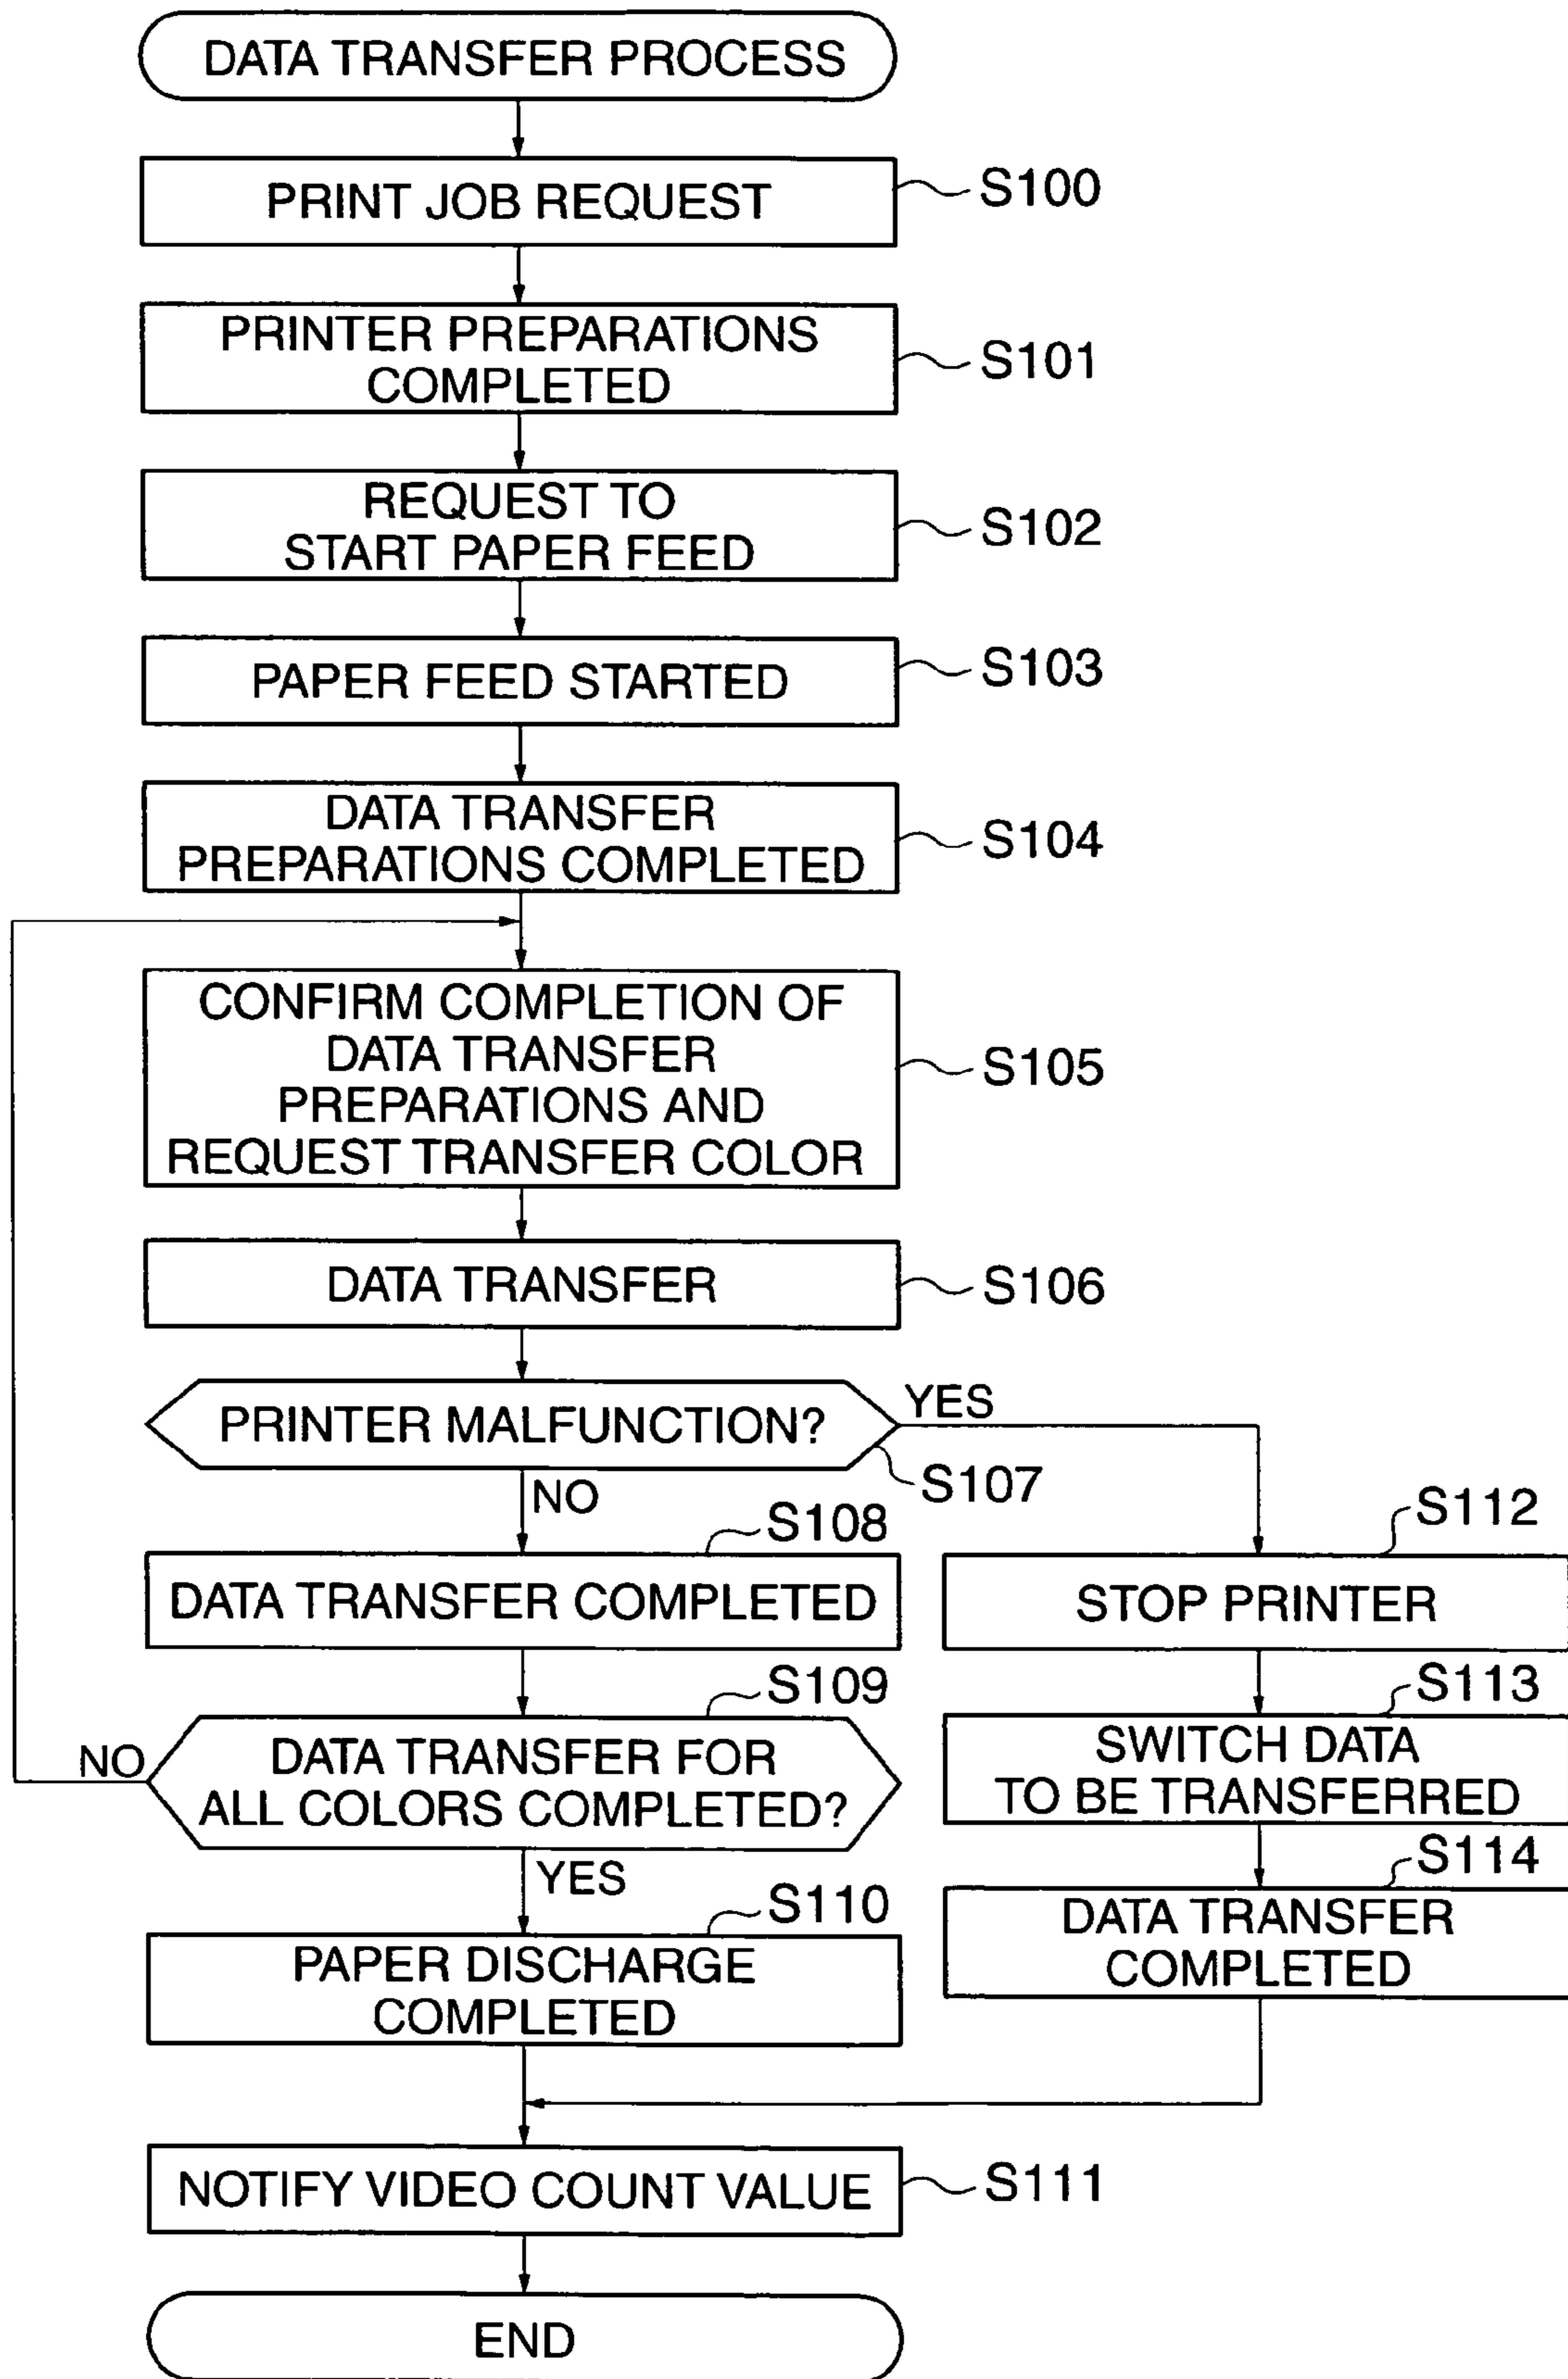 DATA TRANSFER PROCESS
PRINT JOB REQUEST
S100
PRINTER PREPARATIONS
COMPLETED
S101
REQUEST TO
START PAPER FEED
S102
PAPER FEED STARTED
S103
DATA TRANSFER
PREPARATIONS COMPLETED
S104
CONFIRM COMPLETION OF
DATA TRANSFER
PREPARATIONS AND
REQUEST TRANSFER COLOR
S105
DATA TRANSFER
S106
PRINTER MALFUNCTION?
YES
S107
NO
S108
DATA TRANSFER COMPLETED
S112
STOP PRINTER
S109
DATA TRANSFER FOR
ALL COLORS COMPLETED?
NO
YES
S113
SWITCH DATA
TO BE TRANSFERRED
S110
PAPER DISCHARGE
COMPLETED
S114
DATA TRANSFER
COMPLETED
NOTIFY VIDEO COUNT VALUE
S111
END